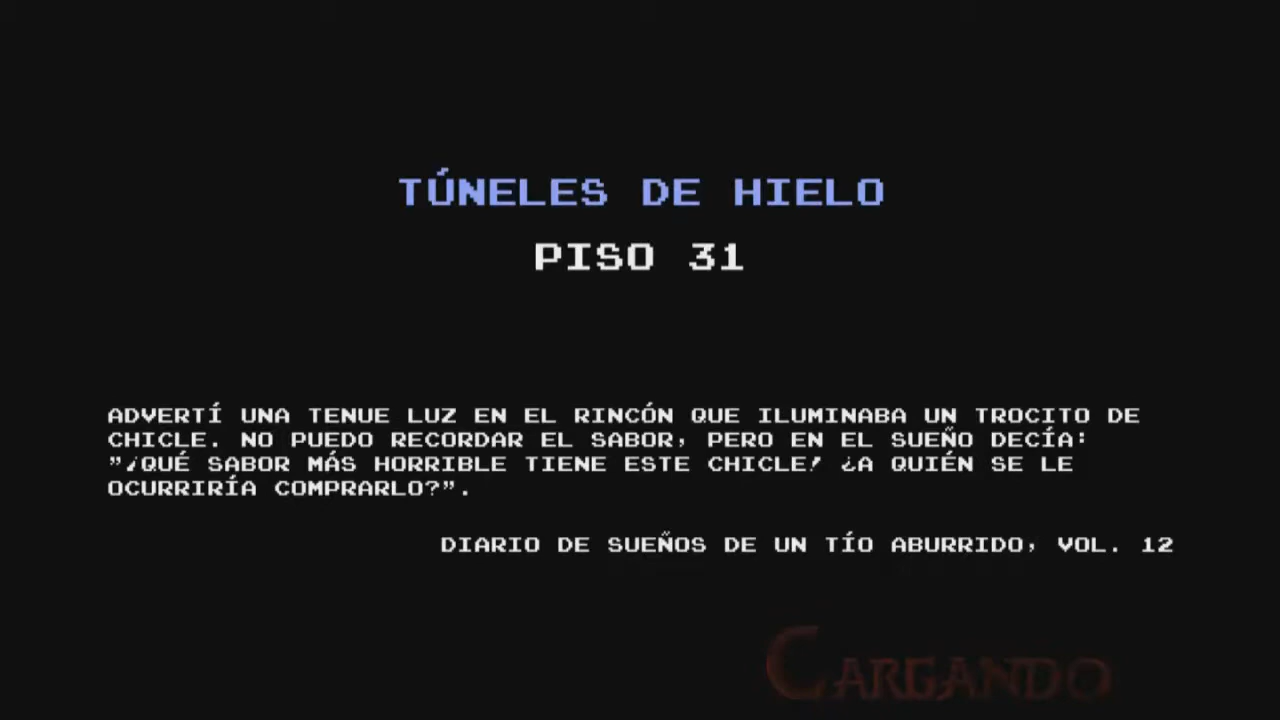 TÚNELES DE HIELO
PISO 31
ADVERTÍ UNA TENUE LUZ EN EL RINCÓN QUE ILUMINABA UN TROCITO DE
CHICLE. NO PUEDO RECORDAR EL SABOR, PERO EN EL SUEÑO DECÍA:
"¡QUÉ SABOR MÁS HORRIBLE TIENE ESTE CHICLE! ¿A QUIÉN SE LE
OCURRIRÍA COMPRARLO?".
DIARIO DE SUEÑOS DE UN TÍO ABURRIDO, VOL. 12
CARGANDO